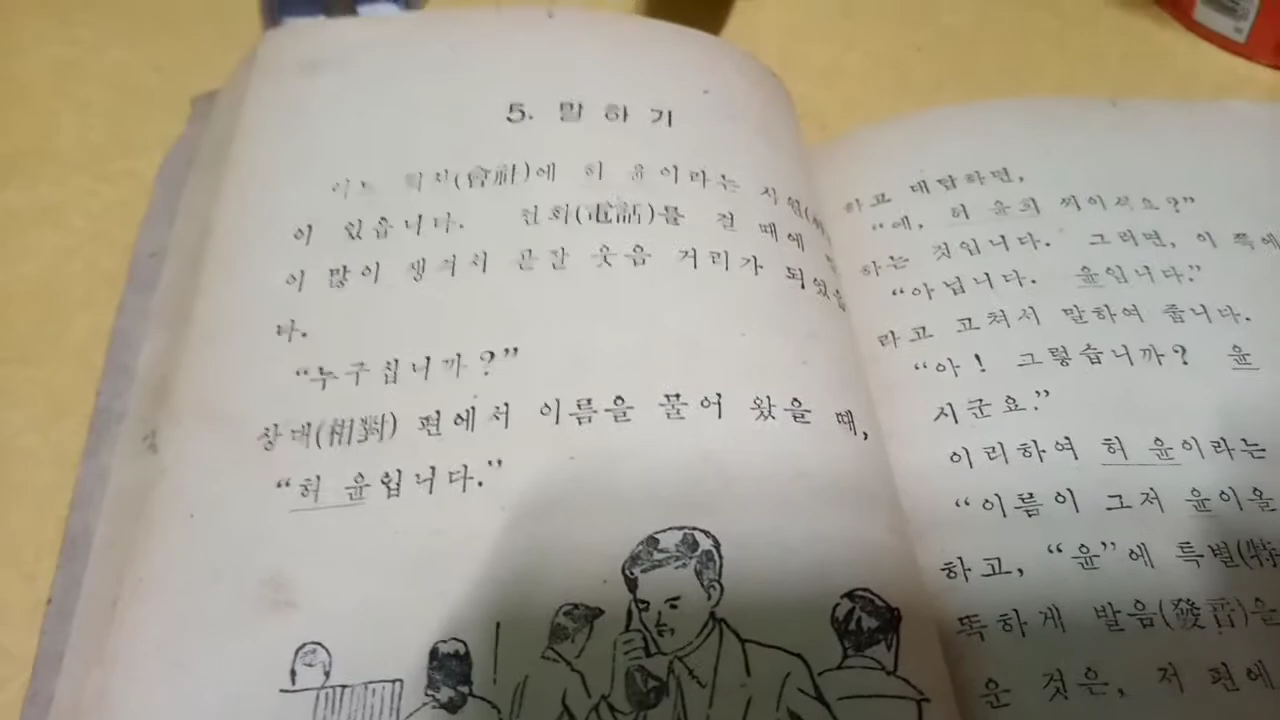 5. 말 하 기
어느 회사(會社)에 허 윤이라는 사원(
이 있읍니다. 전화(電話)를 걸 때에
이 많이 생겨서 곧잘 웃음 거리가 되었읍
다.
“누구십니까?”
상대(相對) 편에서 이름을 물어 왔을 때,
“허 윤입니다.”
하고 대답하면,
“예, 허 윤희 씨이셔요?”
하는 것입니다. 그러면, 이 쪽에
“아닙니다. 윤입니다.”
라고 고쳐서 말하여 줍니다.
“아! 그렇습니까? 윤
시군요.”
이리하여 허 윤이라는
“이름이 그저 윤이올
하고, “윤”에 특별(特
똑하게 발음(發音)을
운 것은, 저 편에